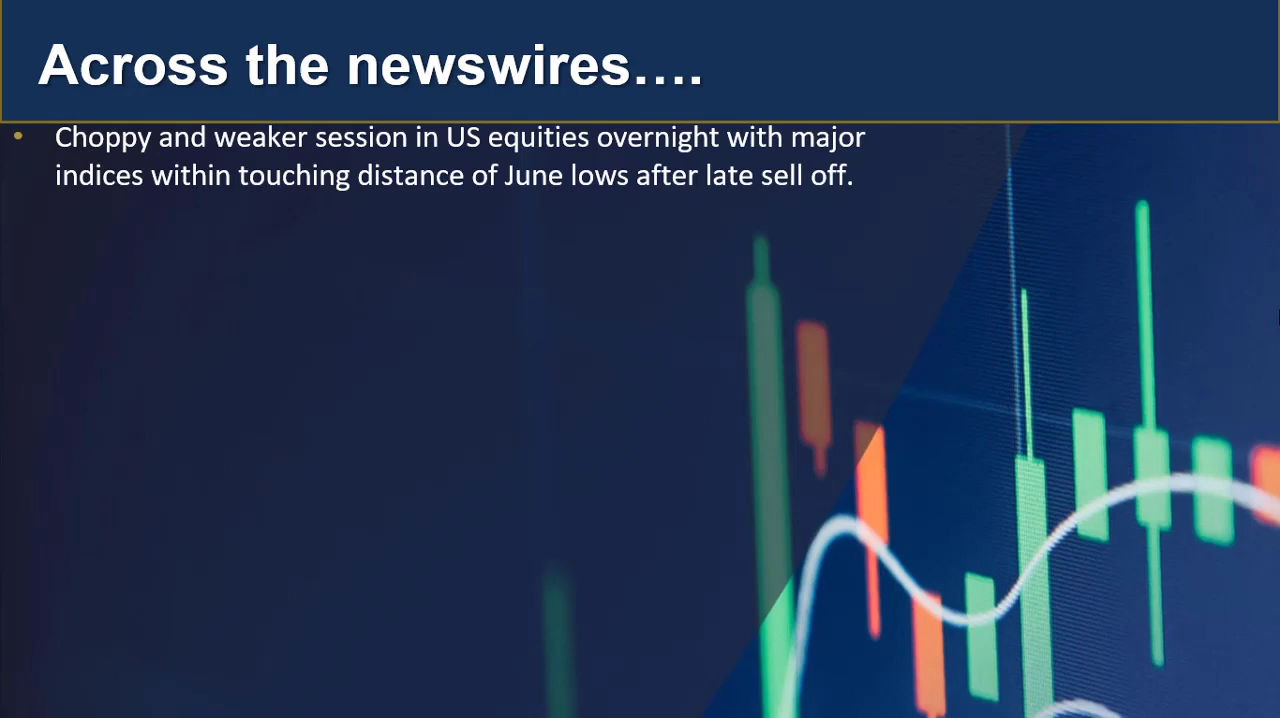 Across the newswires….
• Choppy and weaker session in US equities overnight with major
indices within touching distance of June lows after late sell off.